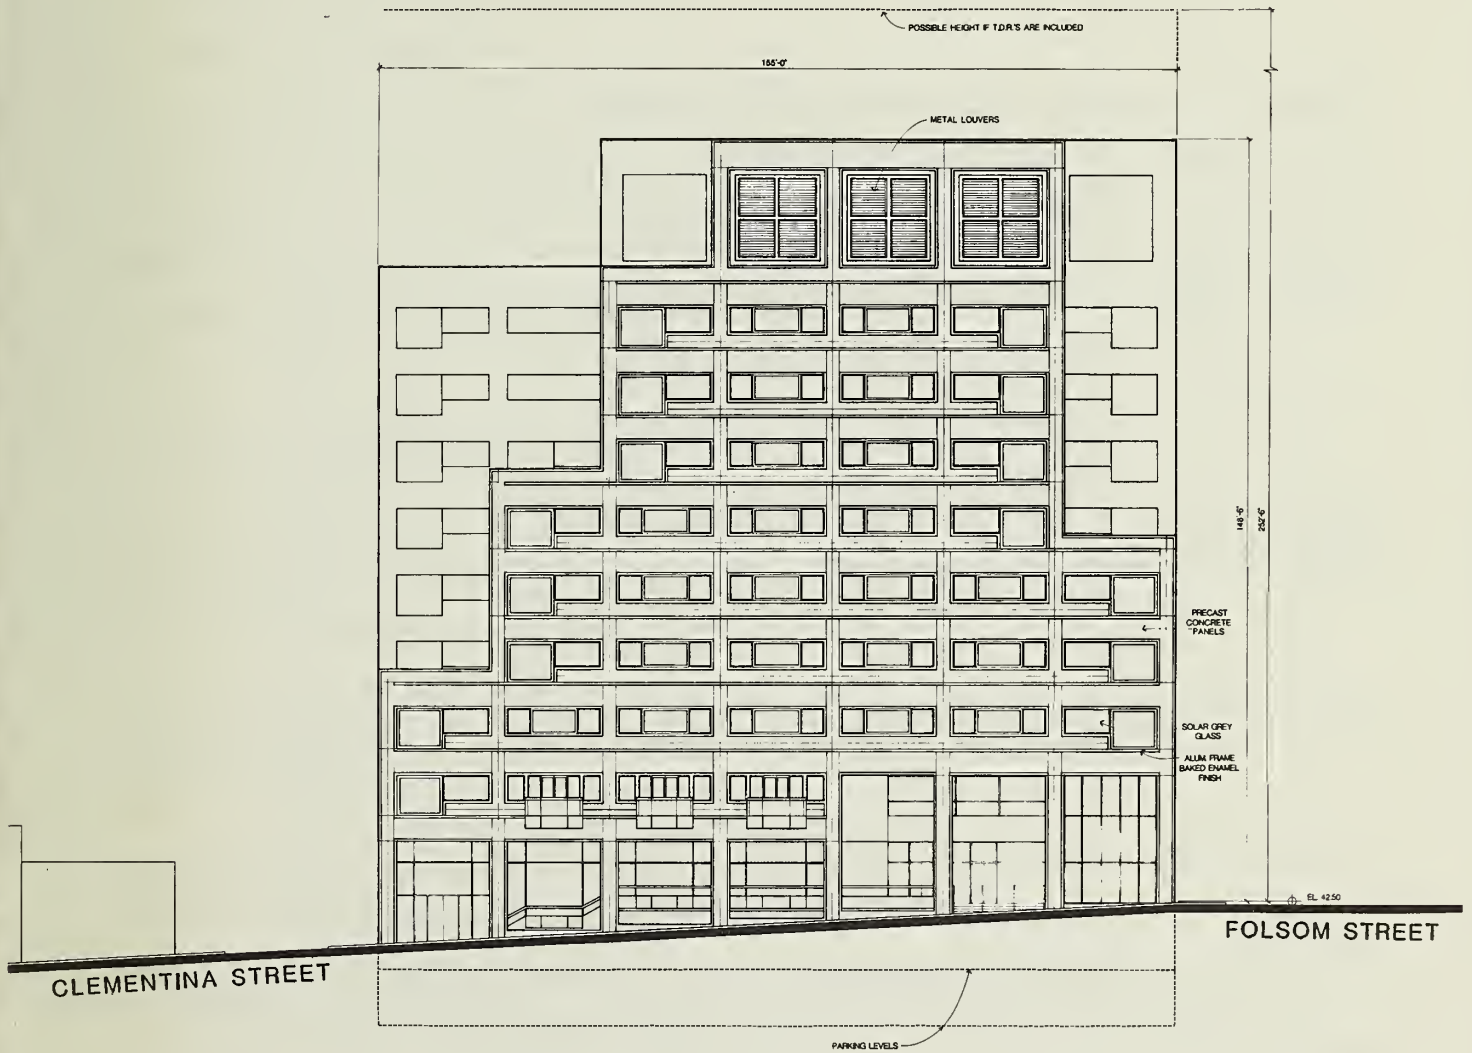 POSSIBLE HEIGHT IF T.D.R.'S ARE INCLUDED
155'-0"
METAL LOUVERS
148'-6"
252'-6"
PRECAST
CONCRETE
PANELS
SOLAR GREY
GLASS
ALUM. FRAME
BAKED ENAMEL
FINISH
EL. 42.50
FOLSOM STREET
CLEMENTINA STREET
PARKING LEVELS